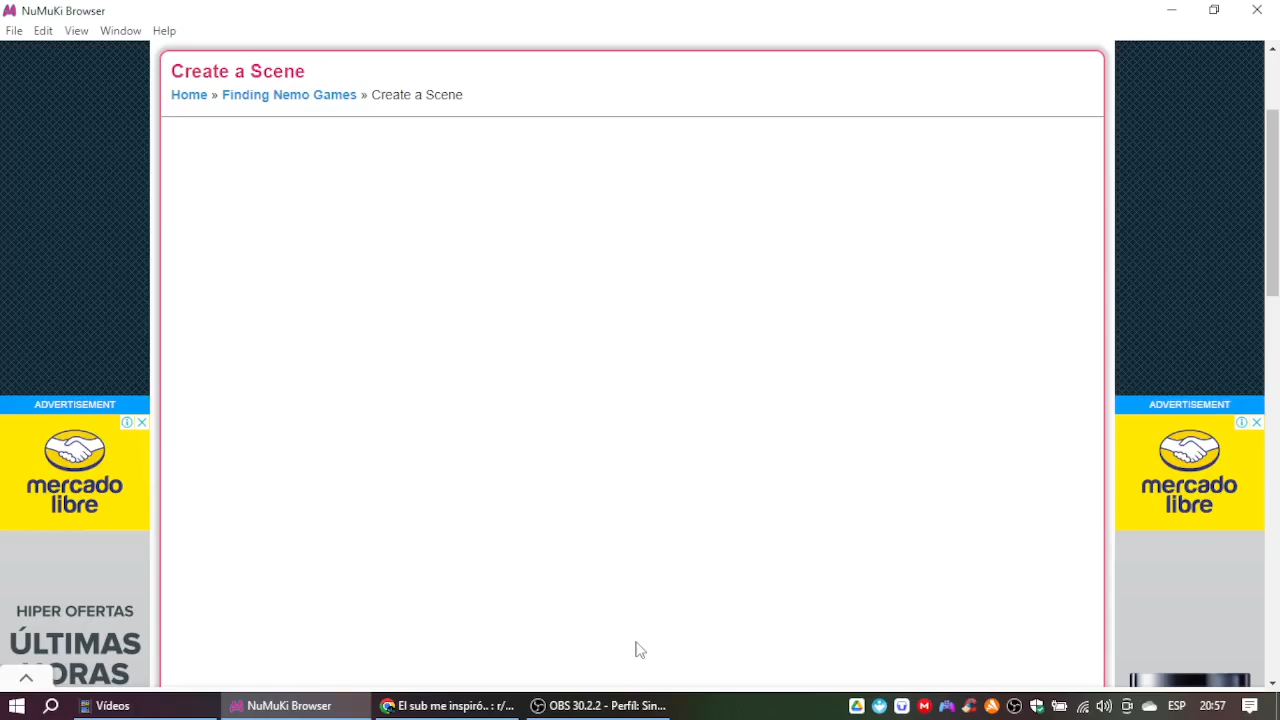 NuMuKi Browser
File Edit View Window Help
Create a Scene
Home » Finding Nemo Games » Create a Scene
ADVERTISEMENT
mercado
libre
HIPER OFERTAS
ÚLTIMAS
HORAS
ADVERTISEMENT
mercado
libre
Vídeos
NuMuKi Browser
El sub me inspiró.. : r/...
OBS 30.2.2 - Perfil: Sin...
ESP
20:57